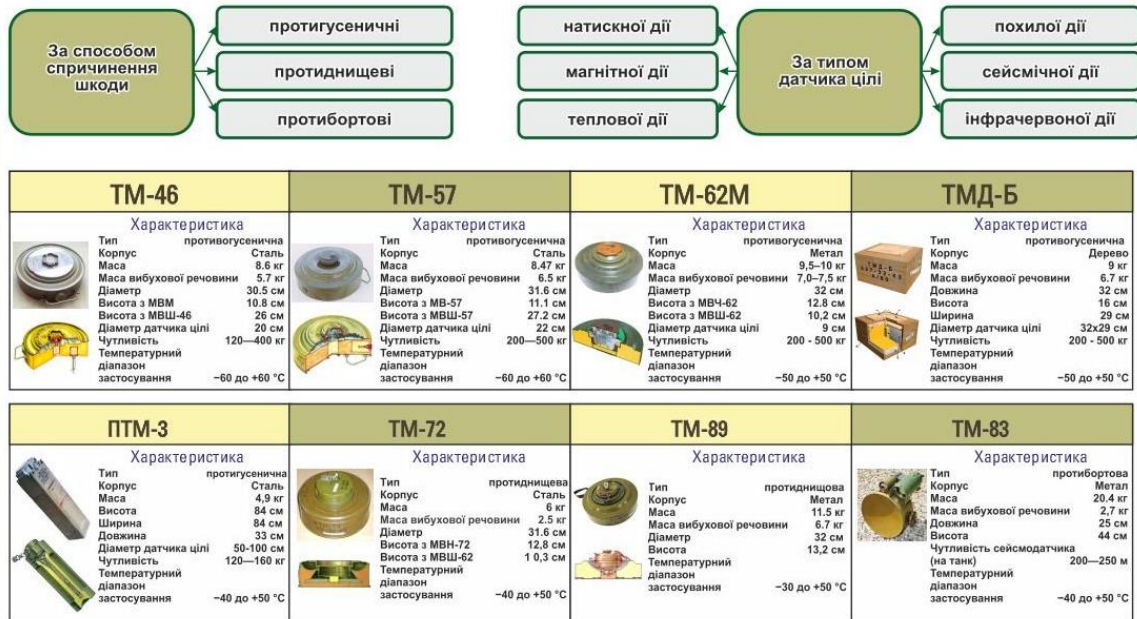 За способом
спричинення
шкоди
протигусеничні
протиднищеві
протибортові
натискної дії
магнітної дії
теплової дії
За типом
датчика цілі
похилої дії
сейсмічної дії
інфрачервоної дії
ТМ-46
Характеристика
Тип противогусенична
Корпус Сталь
Маса 8.6 кг
Маса вибухової речовини 5.7 кг
Діаметр 30.5 см
Висота з МВМ 10.8 см
Висота з МВШ-46 26 см
Діаметр датчика цілі 20 см
Чутливість 120—400 кг
Температурний
діапазон
застосування −60 до +60 °C
ТМ-57
Характеристика
Тип противогусенична
Корпус Сталь
Маса 8.47 кг
Маса вибухової речовини 6.5 кг
Діаметр 31.6 см
Висота з МВ-57 11.1 см
Висота з МВШ-57 27.2 см
Діаметр датчика цілі 22 см
Чутливість 200—500 кг
Температурний
діапазон
застосування −60 до +60 °C
ТМ-62М
Характеристика
Тип противогусенична
Корпус Метал
Маса 9,5–10 кг
Маса вибухової речовини 7,0–7,5 кг
Діаметр 32 см
Висота з МВЧ-62 12.8 см
Висота з МВШ-62 10,2 см
Діаметр датчика цілі 9 см
Чутливість 200 - 500 кг
Температурний
діапазон
застосування −50 до +50 °C
ТМД-Б
Характеристика
Тип противогусенична
Корпус Дерево
Маса 9 кг
Маса вибухової речовини 6.7 кг
Довжина 32 см
Висота 16 см
Ширина 29 см
Діаметр датчика цілі 32x29 см
Чутливість 200 - 500 кг
Температурний
діапазон
застосування −50 до +50 °C
ТМД-Б
ПТМ-3
Характеристика
Тип протигусенична
Корпус Сталь
Маса 4,9 кг
Висота 84 см
Ширина 84 см
Довжина 33 см
Діаметр датчика цілі 50-100 см
Чутливість 120—160 кг
Температурний
діапазон
застосування −40 до +50 °C
ТМ-72
Характеристика
Тип протиднищева
Корпус Сталь
Маса 6 кг
Маса вибухової речовини 2.5 кг
Діаметр 31.6 см
Висота з МВН-72 12,8 см
Висота з МВШ-62 1 0,3 см
Температурний
діапазон
застосування −40 до +50 °C
ТМ-89
Характеристика
Тип протиднищова
Корпус Метал
Маса 11.5 кг
Маса вибухової речовини 6.7 кг
Діаметр 32 см
Висота 13,2 см
Температурний
діапазон
застосування −30 до +50 °C
ТМ-83
Характеристика
Тип протибортова
Корпус Метал
Маса 20.4 кг
Маса вибухової речовини 2,7 кг
Довжина 25 см
Висота 44 см
Чутливість сейсмодатчика
(на танк) 200—250 м
Температурний
діапазон
застосування −40 до +50 °C